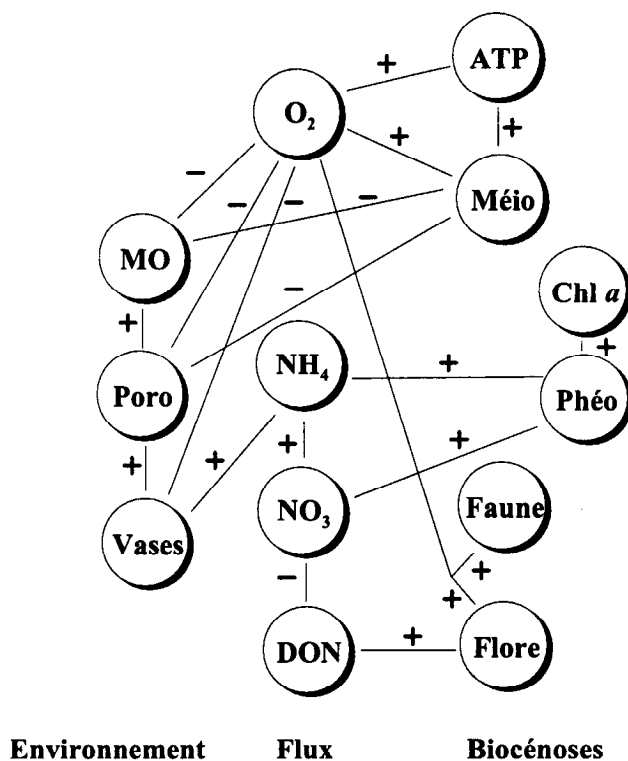 ATP
+
O₂
+
+
Méio
−
−
−
−
MO
Chl a
−
+
+
NH₄
+
Poro
Phéo
+
+
+
+
NO₃
Faune
Vases
−
+
+
DON
+
Flore
Environnement Flux Biocénoses